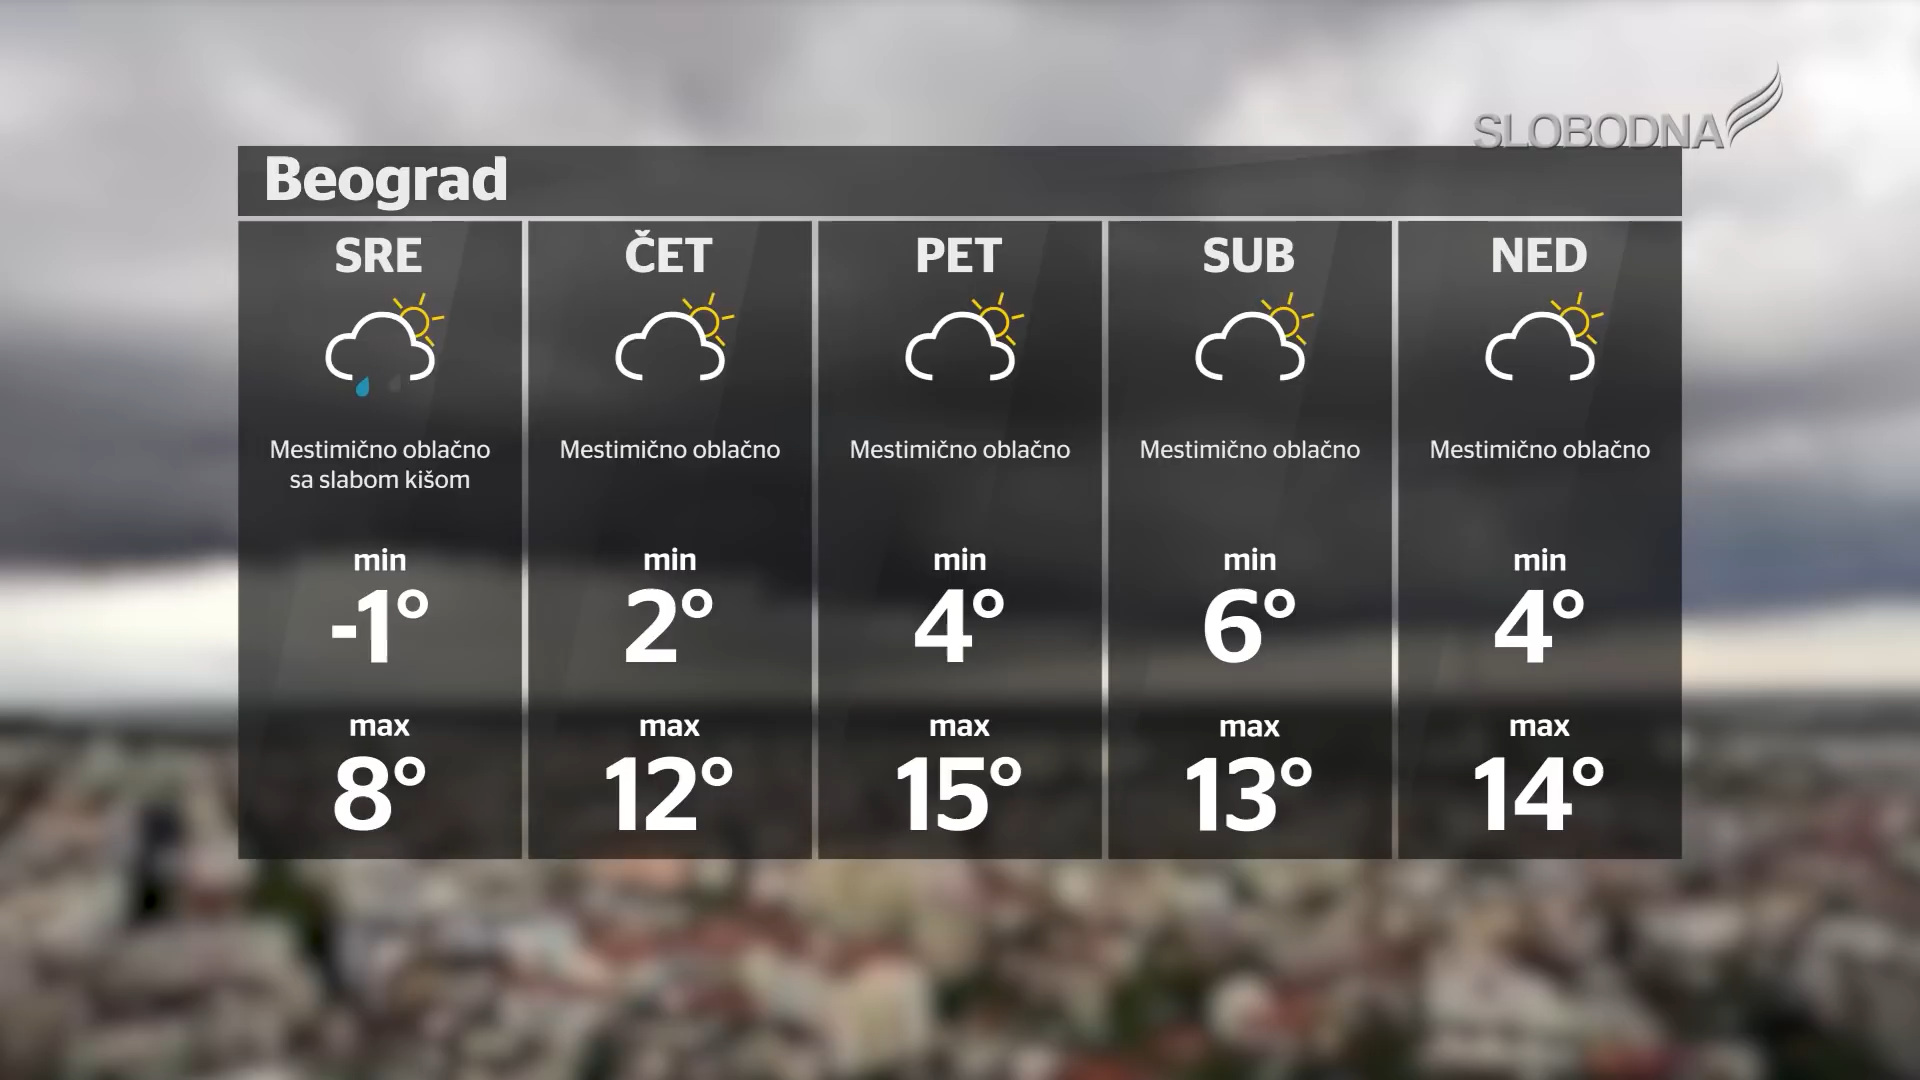 SLOBODNA
Beograd
SRE
Mestimično oblačno
sa slabom kišom
min
-1°
max
8°
ČET
Mestimično oblačno
min
2°
max
12°
PET
Mestimično oblačno
min
4°
max
15°
SUB
Mestimično oblačno
min
6°
max
13°
NED
Mestimično oblačno
min
4°
max
14°